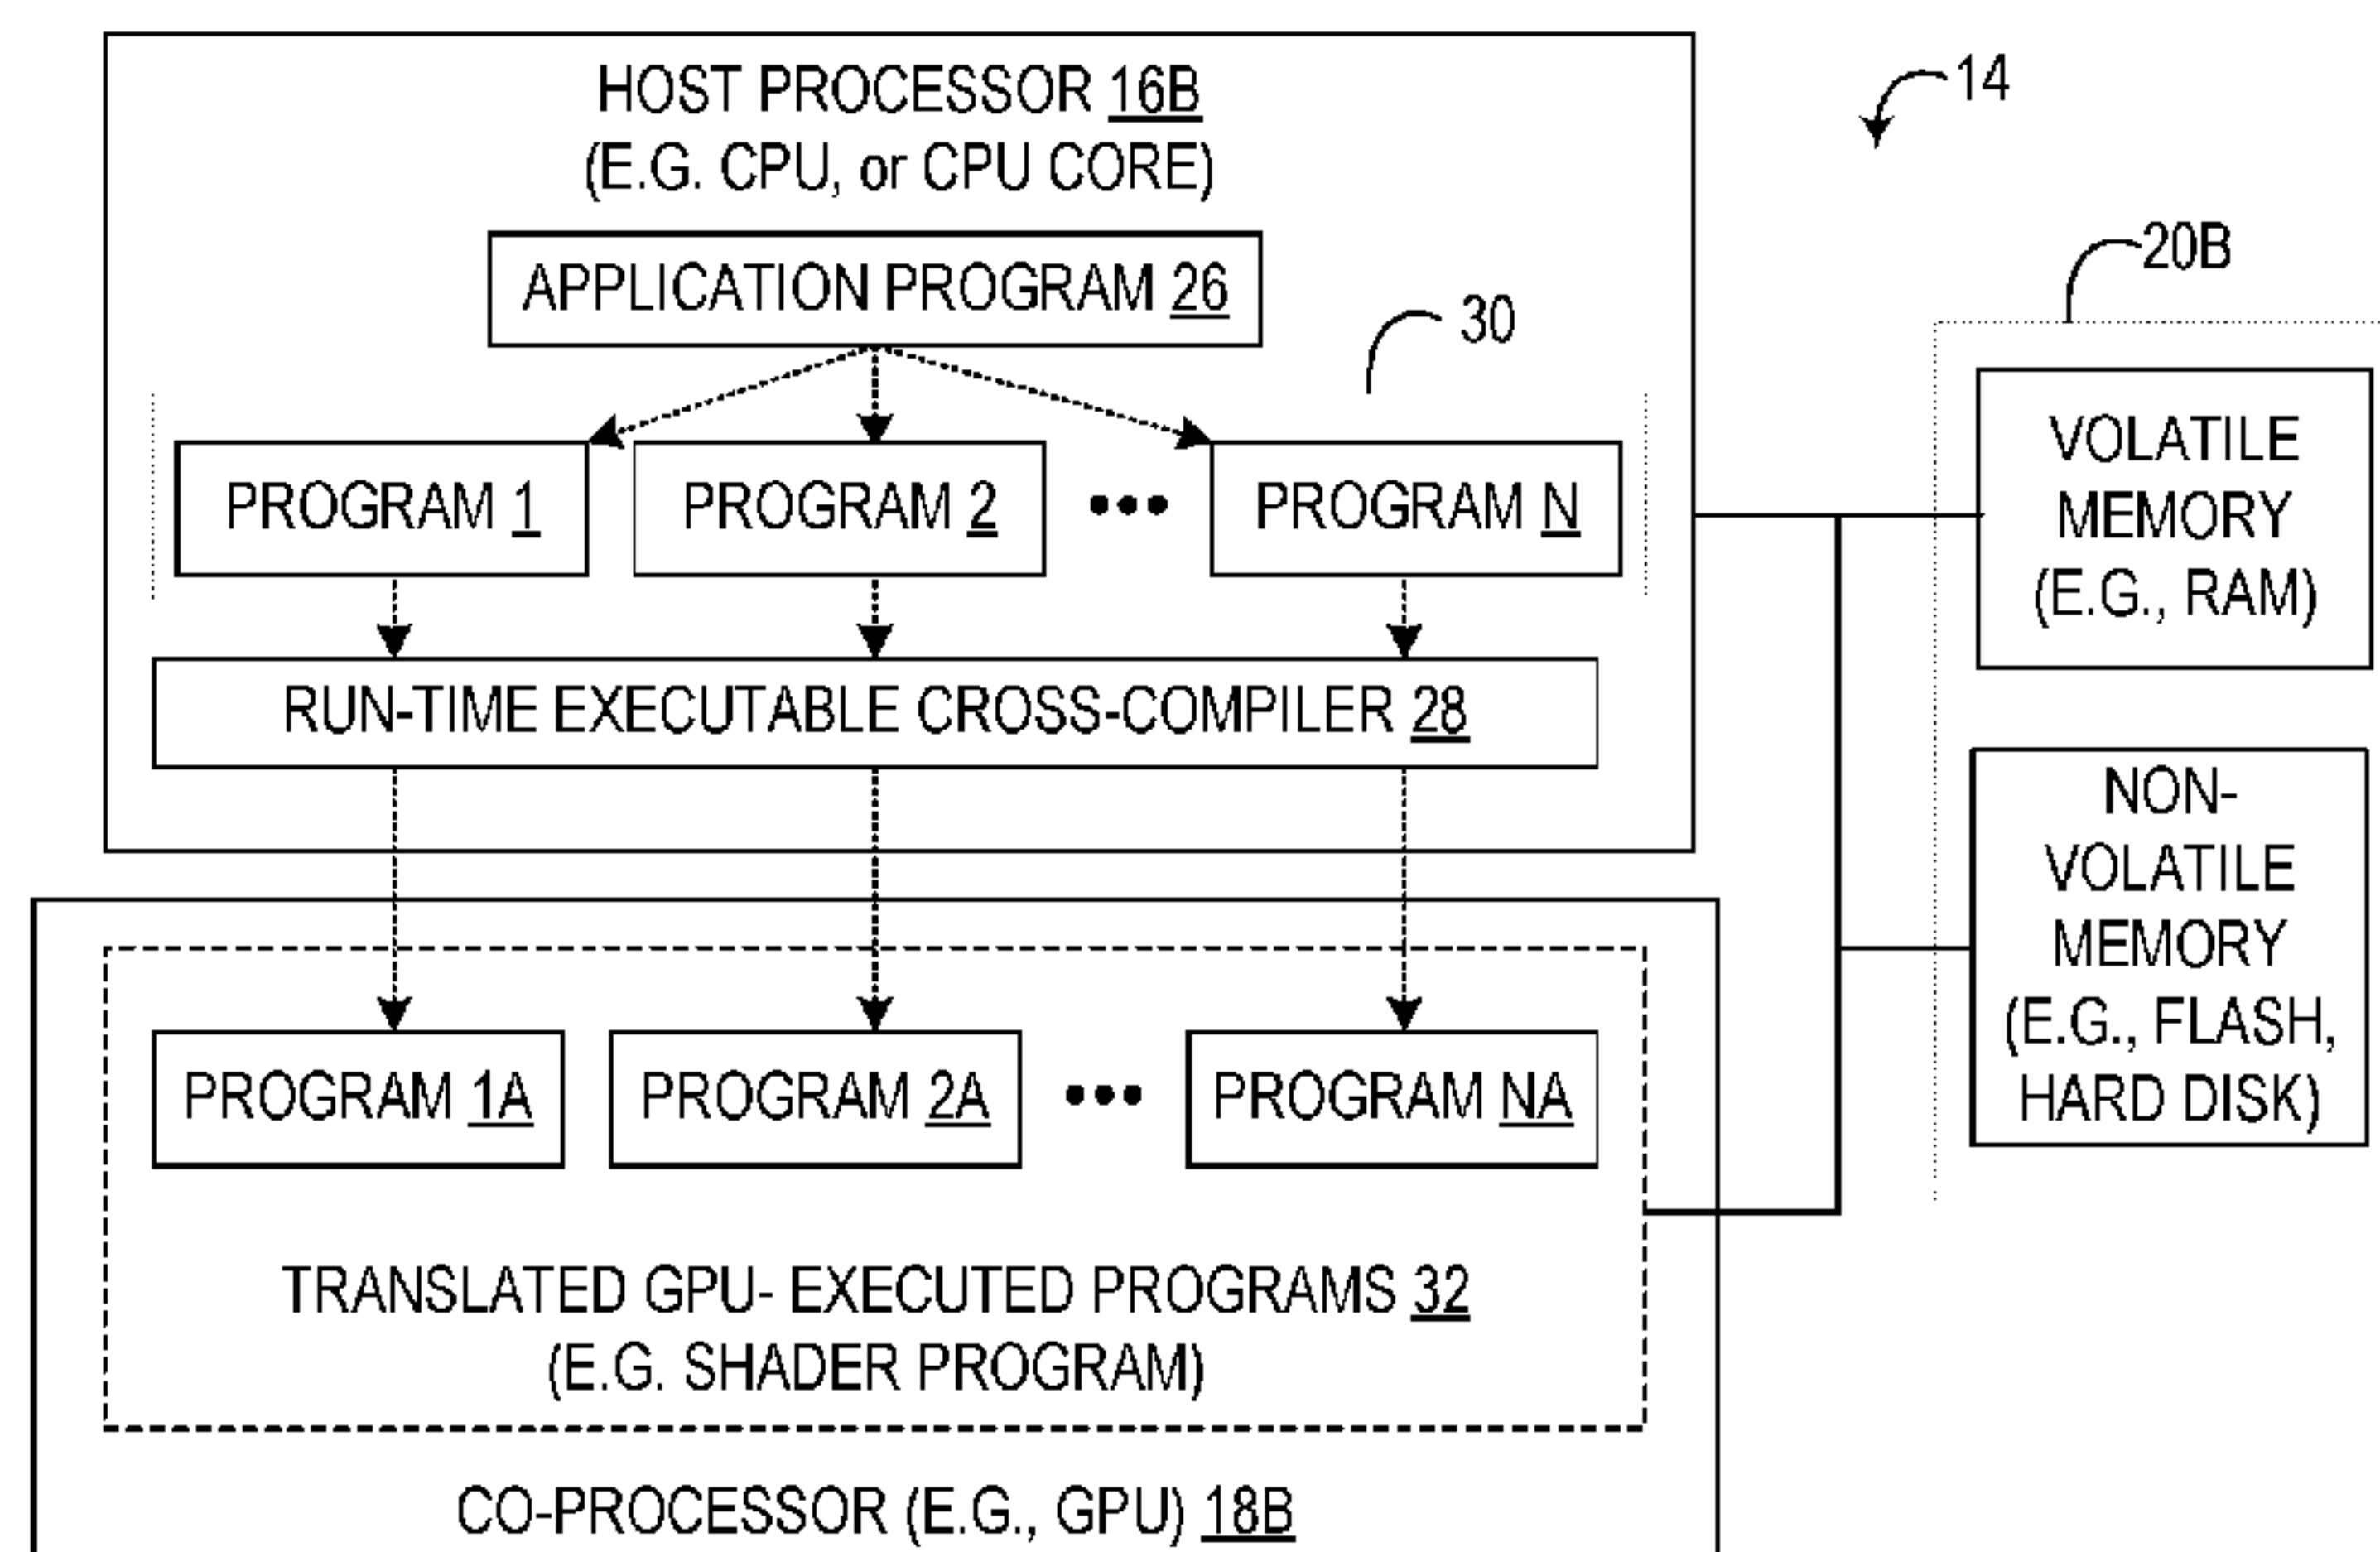 HOST PROCESSOR 16B
(E.G. CPU, or CPU CORE)
14
20B
APPLICATION PROGRAM 26
30
PROGRAM 1
PROGRAM 2
•••
PROGRAM N
VOLATILE
MEMORY
(E.G., RAM)
RUN-TIME EXECUTABLE CROSS-COMPILER 28
NON-
VOLATILE
MEMORY
(E.G., FLASH,
HARD DISK)
PROGRAM 1A
PROGRAM 2A
•••
PROGRAM NA
TRANSLATED GPU- EXECUTED PROGRAMS 32
(E.G. SHADER PROGRAM)
CO-PROCESSOR (E.G., GPU) 18B